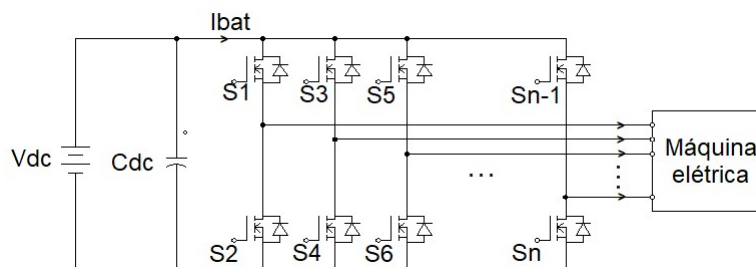 Ibat
S1
S3
S5
Sn-1
Vdc
Cdc
...
Máquina
elétrica
S2
S4
S6
Sn